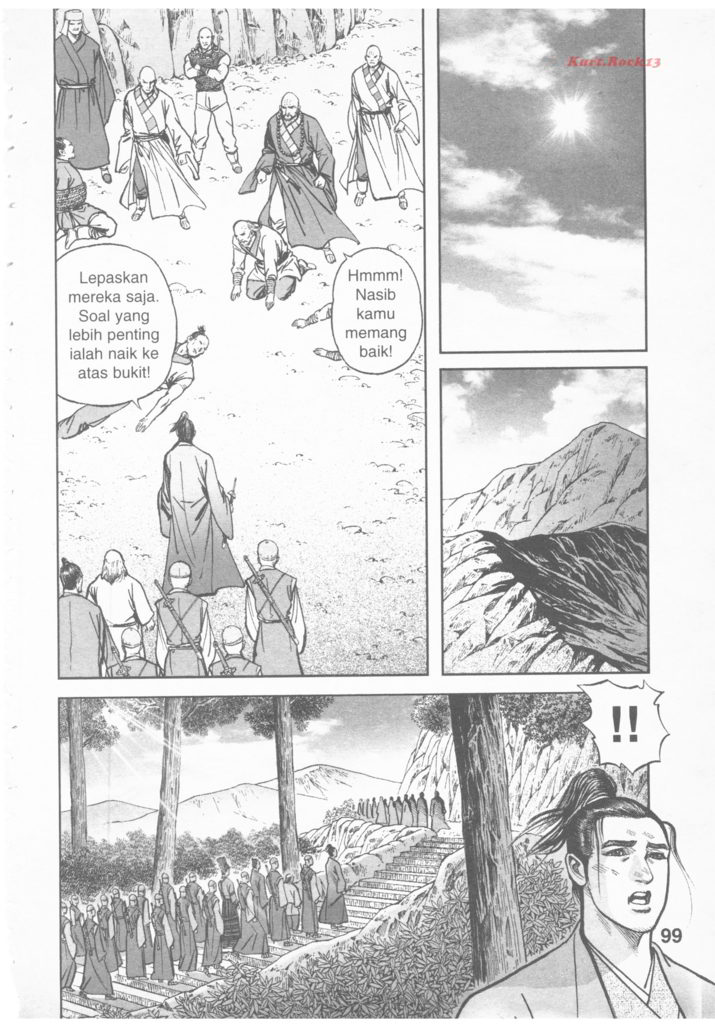 Kurt.Rock13
Hmmm!
Nasib
kamu
memang
baik!
Lepaskan
mereka saja.
Soal yang
lebih penting
ialah naik ke
atas bukit!
!!
99